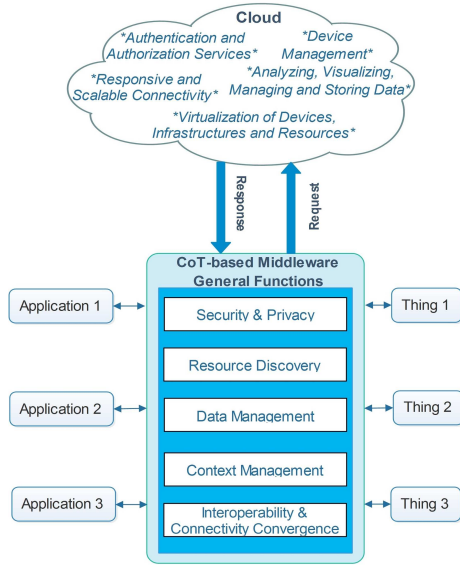 Cloud
*Authentication and
Authorization Services*
*Device
Management*
*Responsive and
Scalable Connectivity*
*Analyzing, Visualizing,
Managing and Storing Data*
*Virtualization of Devices,
Infrastructures and Resources*
Response
Request
CoT-based Middleware
General Functions
Application 1
Security & Privacy
Thing 1
Resource Discovery
Application 2
Data Management
Thing 2
Context Management
Application 3
Interoperability &
Connectivity Convergence
Thing 3